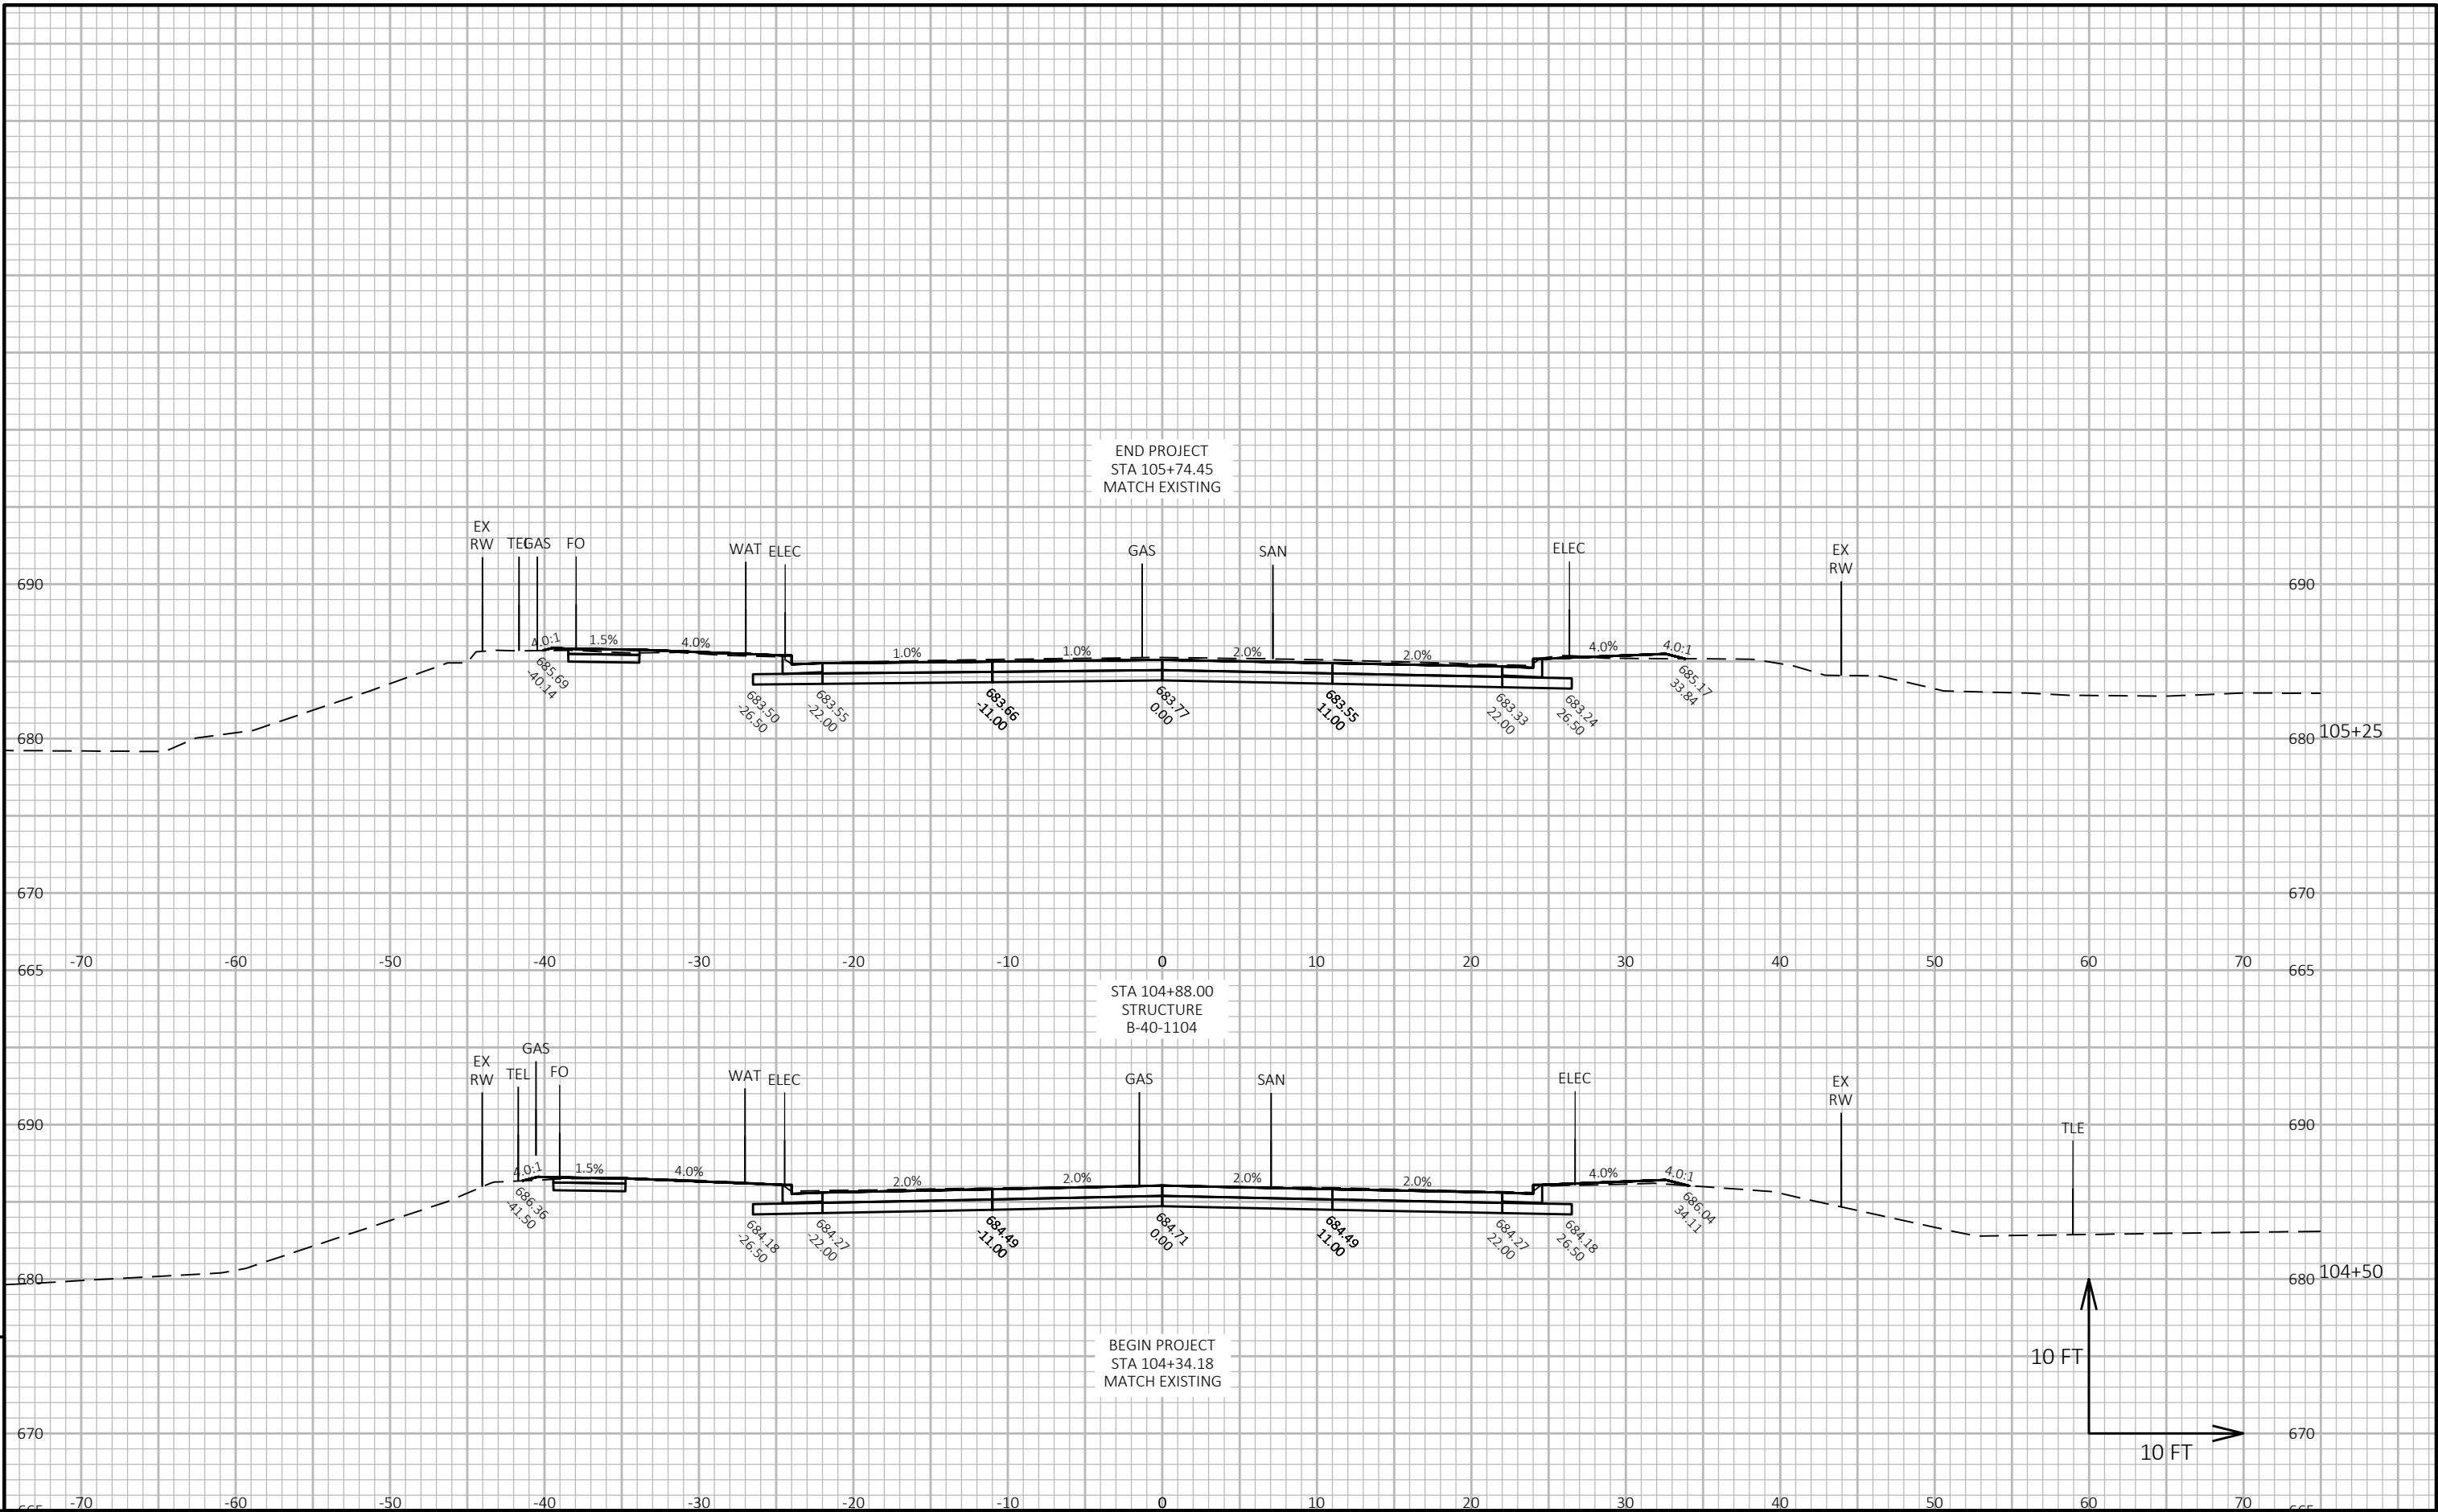 END PROJECT
STA 105+74.45
MATCH EXISTING
EX
RW
TEL
GAS
FO
WAT
ELEC
GAS
SAN
ELEC
EX
RW
690
690
4.0:1
1.5%
4.0%
1.0%
1.0%
2.0%
2.0%
4.0%
4.0:1
685.69
-40.14
683.50
-26.50
683.55
-22.00
683.66
-11.00
683.77
0.00
683.55
11.00
683.33
22.00
683.24
26.50
685.17
33.84
680
680
105+25
670
670
665
-70
-60
-50
-40
-30
-20
-10
0
10
20
30
40
50
60
70
665
STA 104+88.00
STRUCTURE
B-40-1104
EX
RW
TEL
GAS
FO
WAT
ELEC
GAS
SAN
ELEC
EX
RW
TLE
690
690
4.0:1
1.5%
4.0%
2.0%
2.0%
2.0%
2.0%
4.0%
4.0:1
686.36
-41.50
684.18
-26.50
684.27
-22.00
684.49
-11.00
684.71
0.00
684.49
11.00
684.27
22.00
684.18
26.50
686.04
34.11
680
680
104+50
BEGIN PROJECT
STA 104+34.18
MATCH EXISTING
10 FT
10 FT
670
670
665
-70
-60
-50
-40
-30
-20
-10
0
10
20
30
40
50
60
70
665